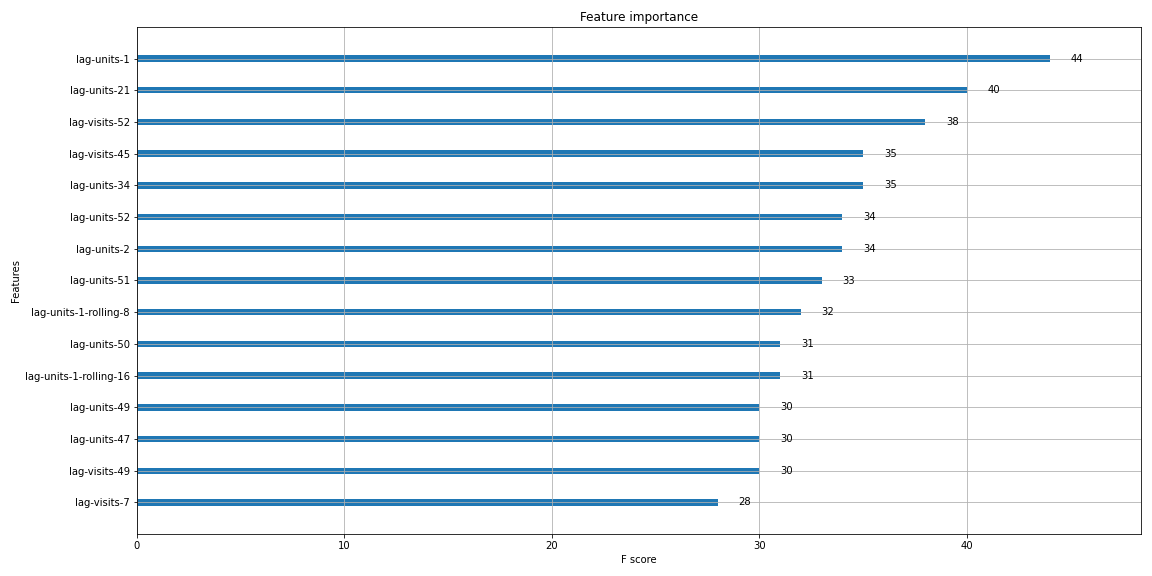 Feature importance
Features
lag-units-1 44
lag-units-21 40
lag-visits-52 38
lag-visits-45 35
lag-units-34 35
lag-units-52 34
lag-units-2 34
lag-units-51 33
lag-units-1-rolling-8 32
lag-units-50 31
lag-units-1-rolling-16 31
lag-units-49 30
lag-units-47 30
lag-visits-49 30
lag-visits-7 28
0 10 20 30 40
F score